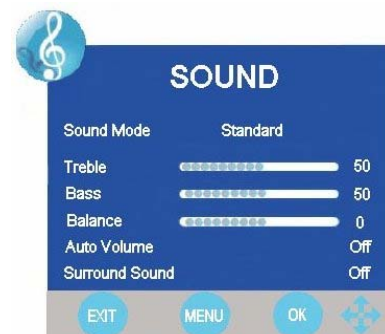 SOUND
Sound Mode Standard
Treble 50
Bass 50
Balance 0
Auto Volume Off
Surround Sound Off
EXIT MENU OK